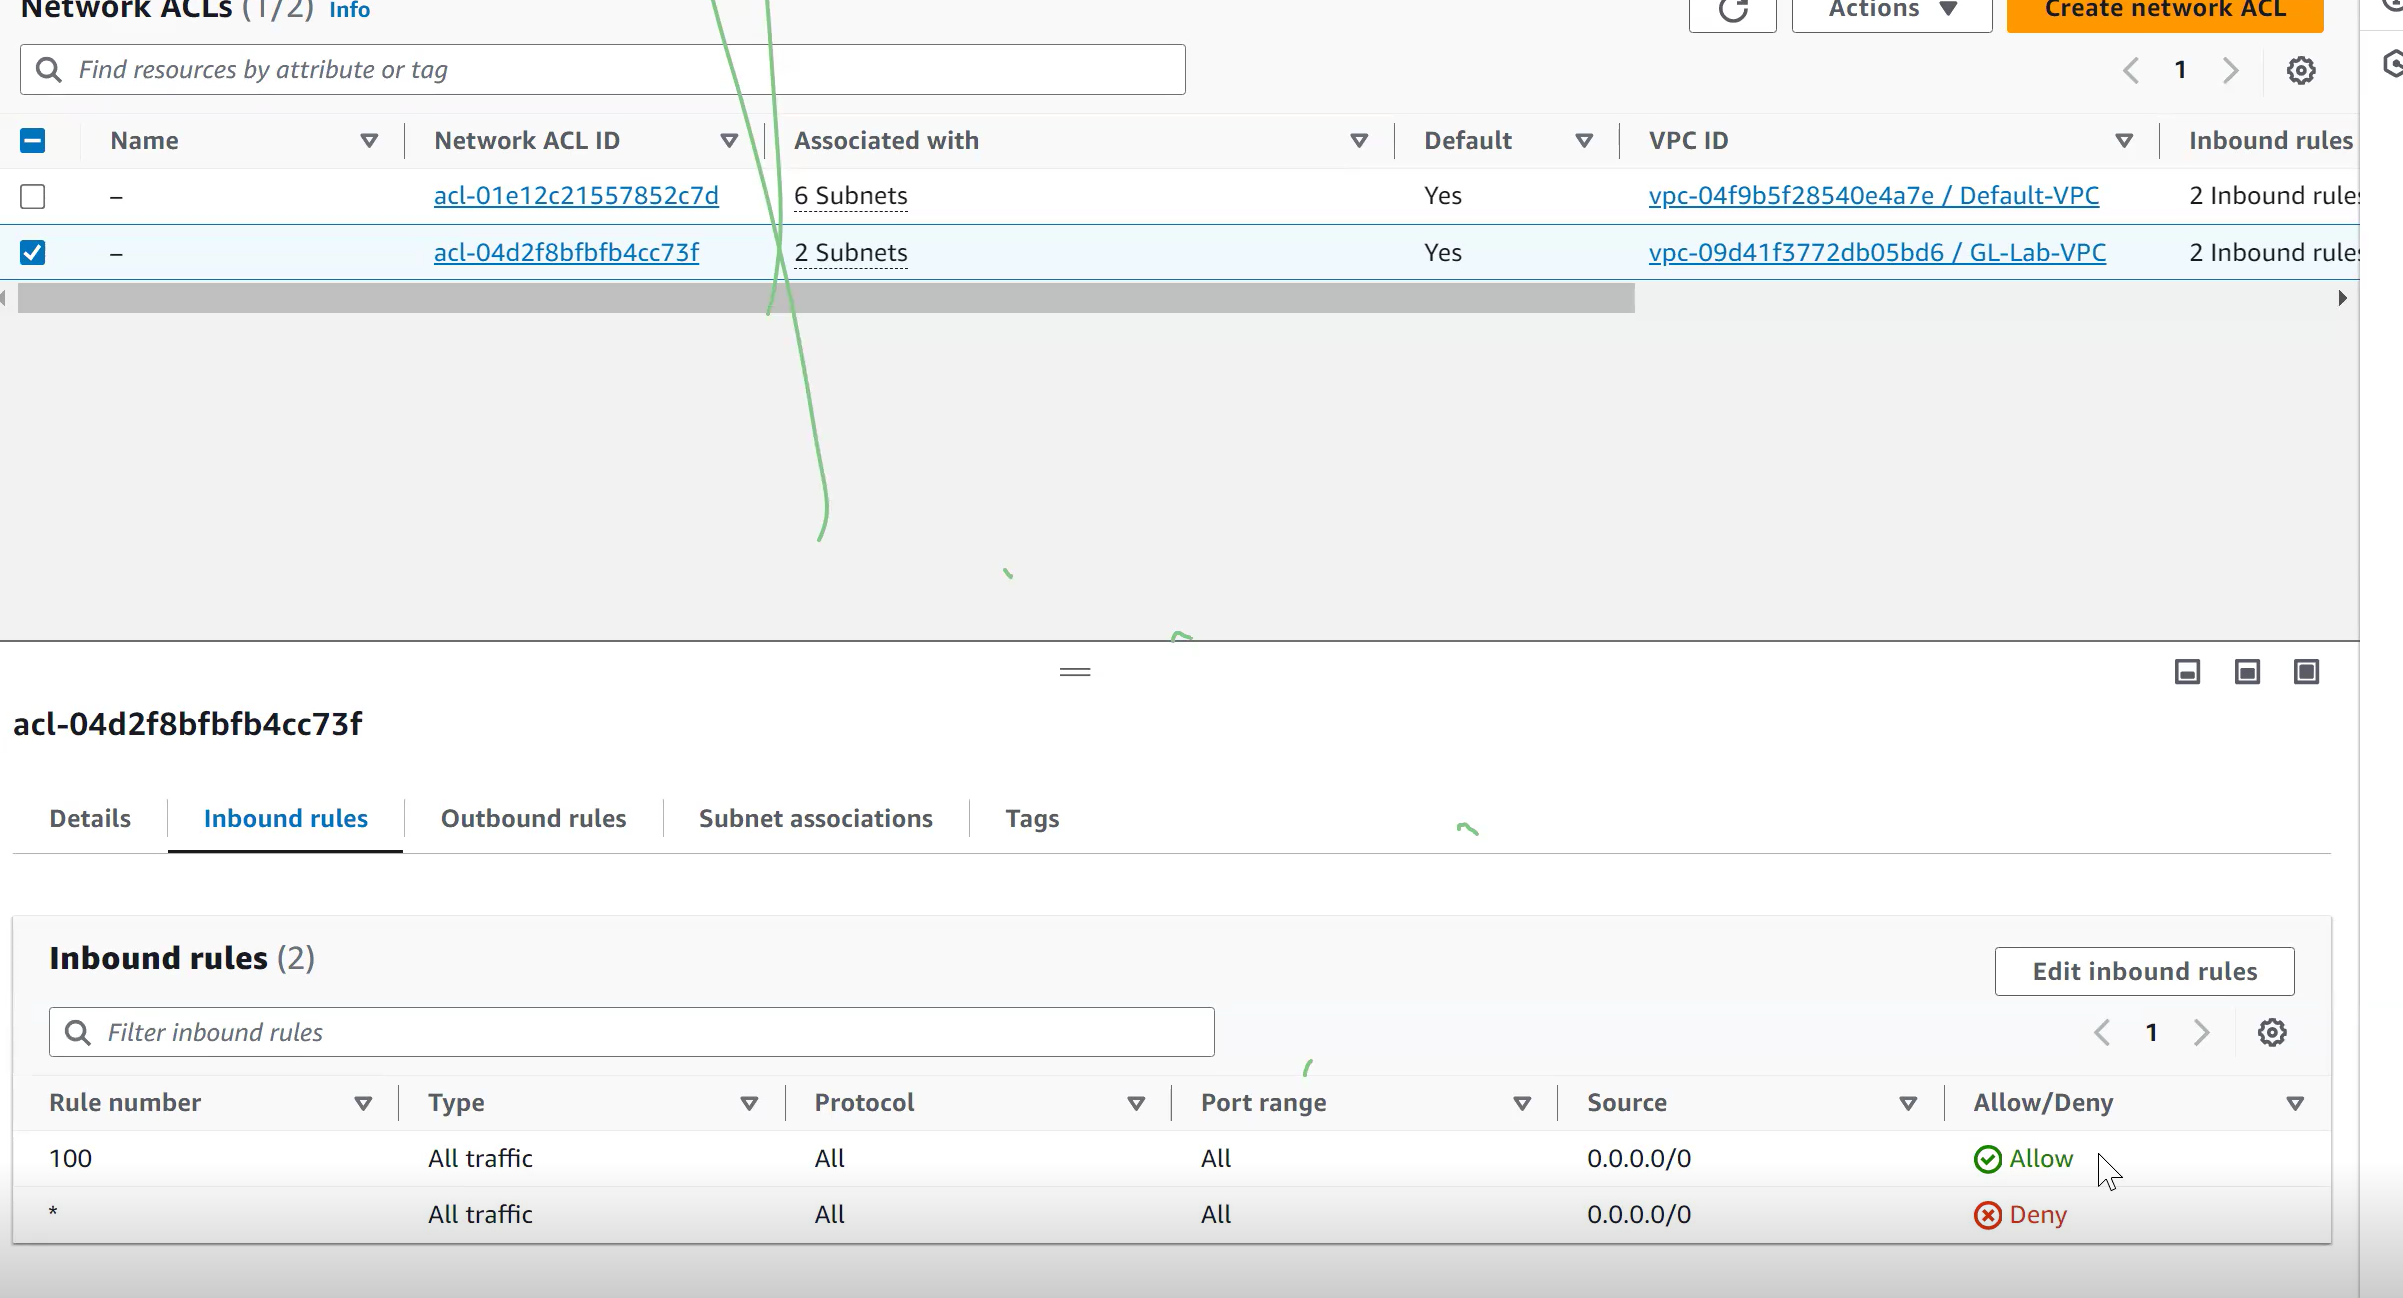 Network ACLs (1/2) Info
Actions
Create network ACL
Find resources by attribute or tag
1
Name Network ACL ID Associated with Default VPC ID Inbound rules
– acl-01e12c21557852c7d 6 Subnets Yes vpc-04f9b5f28540e4a7e / Default-VPC 2 Inbound rules
– acl-04d2f8bfbfb4cc73f 2 Subnets Yes vpc-09d41f3772db05bd6 / GL-Lab-VPC 2 Inbound rules
acl-04d2f8bfbfb4cc73f
Details Inbound rules Outbound rules Subnet associations Tags
Inbound rules (2)
Edit inbound rules
Filter inbound rules
1
Rule number Type Protocol Port range Source Allow/Deny
100 All traffic All All 0.0.0.0/0 Allow
* All traffic All All 0.0.0.0/0 Deny